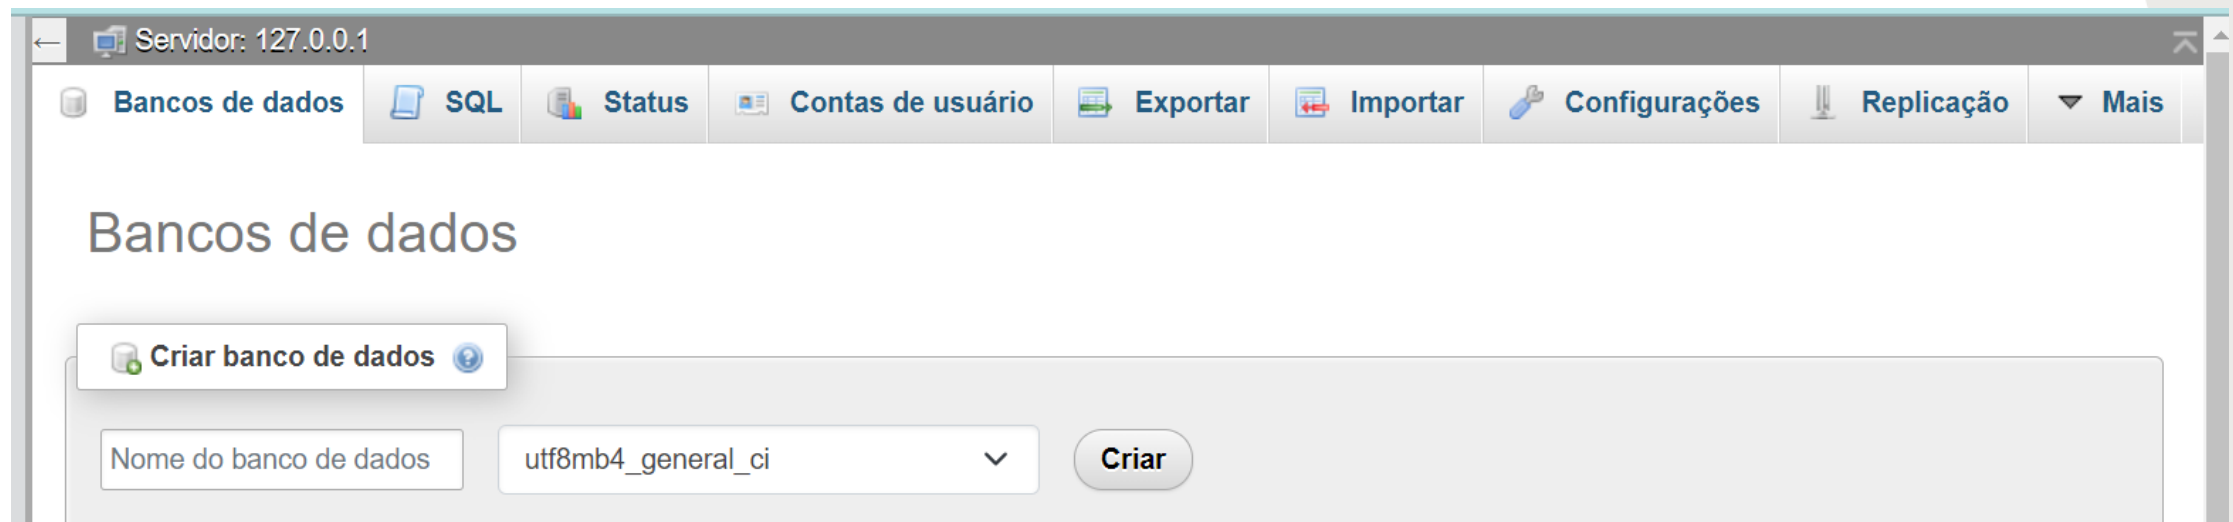 ← Servidor: 127.0.0.1
Bancos de dados SQL Status Contas de usuário Exportar Importar Configurações Replicação Mais
Bancos de dados
Criar banco de dados
Nome do banco de dados utf8mb4_general_ci Criar